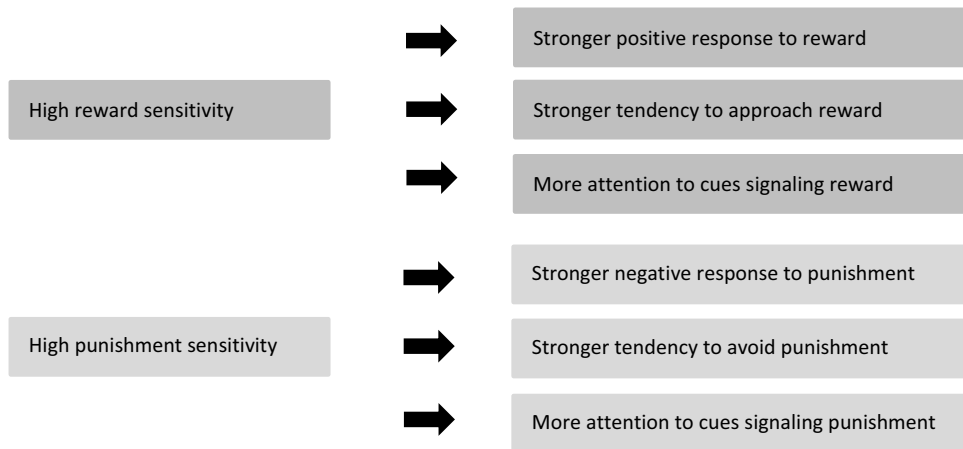 Stronger positive response to reward
High reward sensitivity
Stronger tendency to approach reward
More attention to cues signaling reward
Stronger negative response to punishment
High punishment sensitivity
Stronger tendency to avoid punishment
More attention to cues signaling punishment